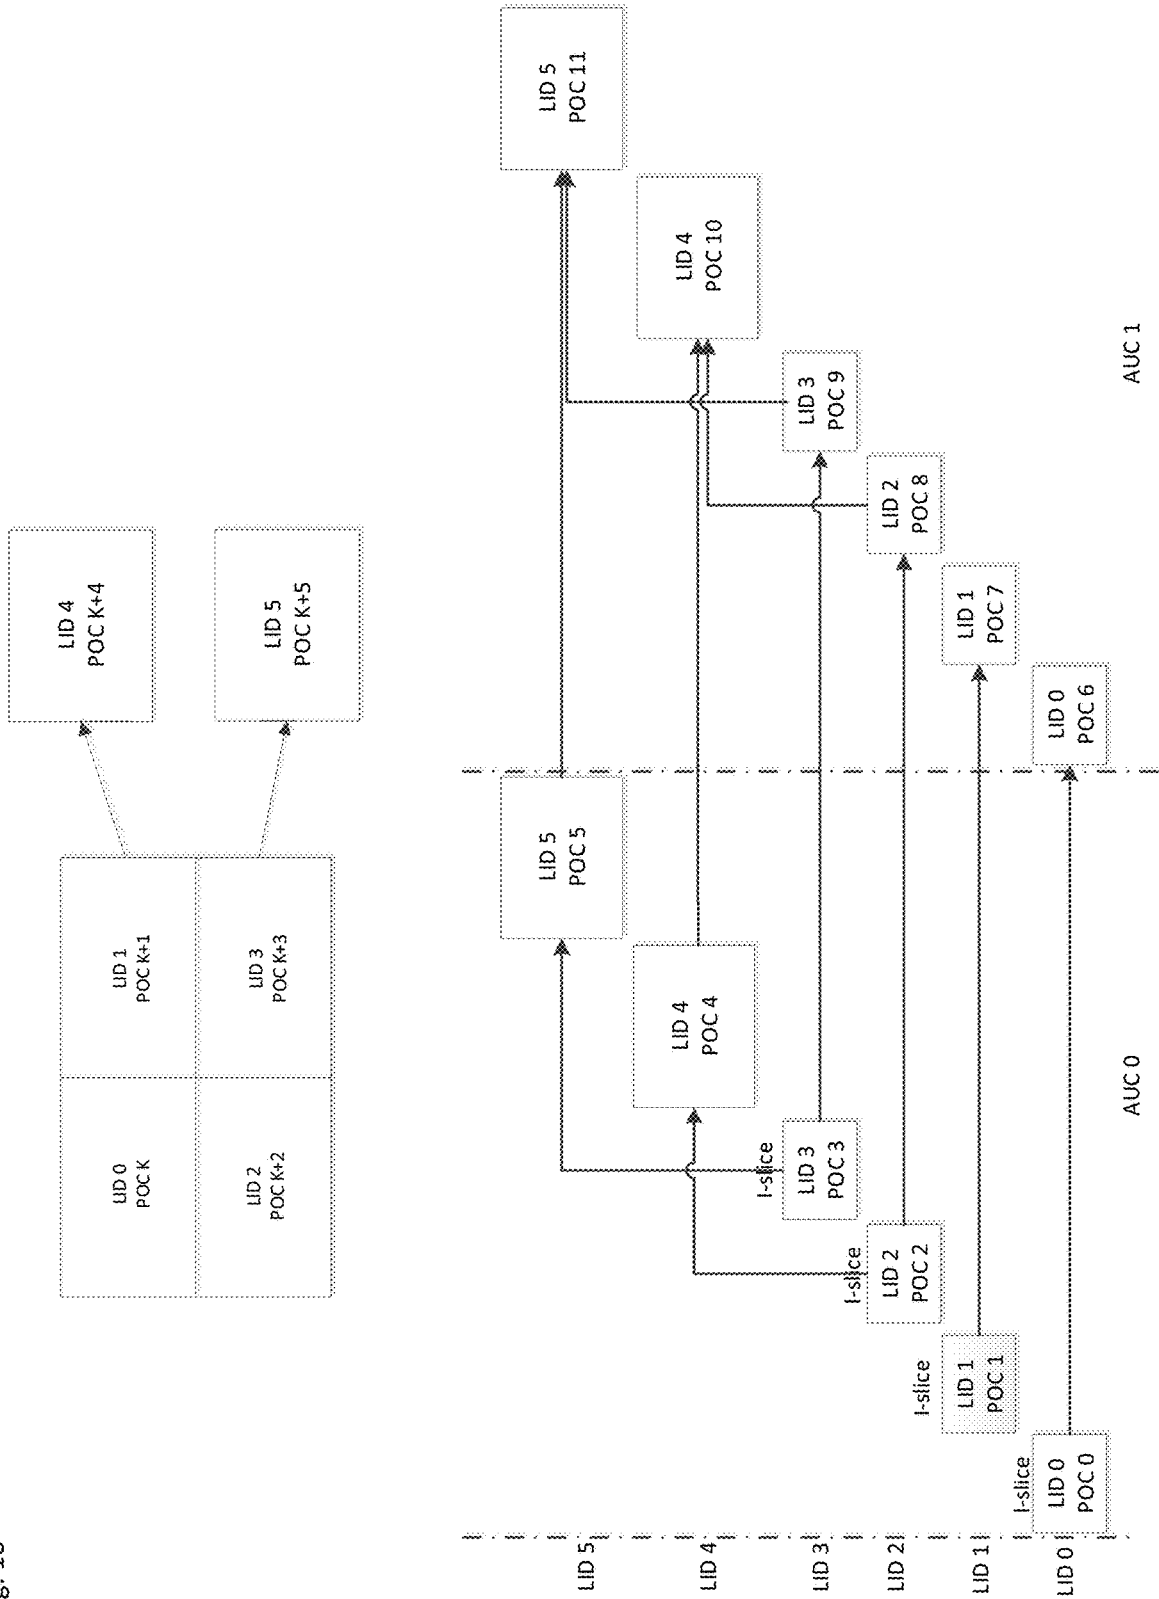 LID 0
POC K
LID 1
POC K+1
LID 2
POC K+2
LID 3
POC K+3
LID 4
POC K+4
LID 5
POC K+5
LID 5
LID 5
POC 5
LID 5
POC 11
LID 4
LID 4
POC 4
LID 4
POC 10
LID 3
I-slice
LID 3
POC 3
LID 3
POC 9
LID 2
I-slice
LID 2
POC 2
LID 2
POC 8
LID 1
I-slice
LID 1
POC 1
LID 1
POC 7
LID 0
I-slice
LID 0
POC 0
LID 0
POC 6
AUC 0
AUC 1